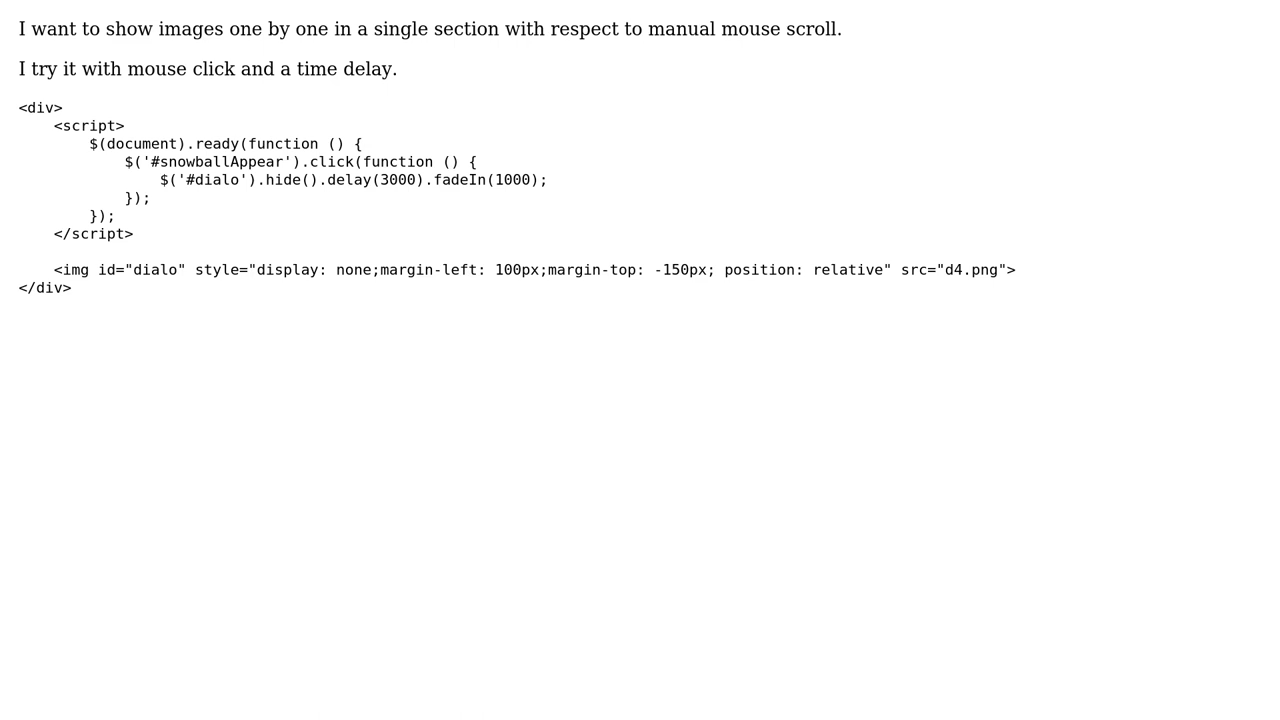 I want to show images one by one in a single section with respect to manual mouse scroll.
I try it with mouse click and a time delay.
<div>
    <script>
        $(document).ready(function () {
            $('#snowballAppear').click(function () {
                $('#dialo').hide().delay(3000).fadeIn(1000);
            });
        });
    </script>

    <img id="dialo" style="display: none;margin-left: 100px;margin-top: -150px; position: relative" src="d4.png">
</div>